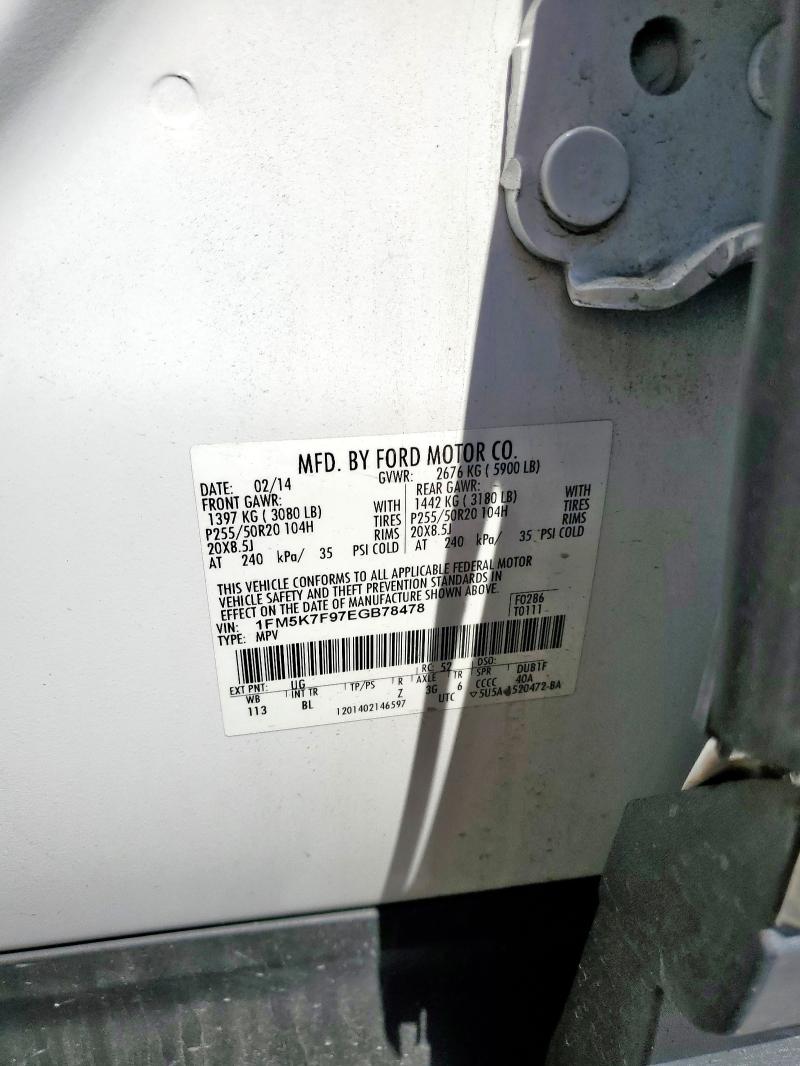 MFD. BY FORD MOTOR CO.
DATE: 02/14 GVWR: 2676 KG ( 5900 LB)
FRONT GAWR: REAR GAWR:
1397 KG ( 3080 LB) WITH 1442 KG ( 3180 LB) WITH
P255/50R20 104H TIRES P255/50R20 104H TIRES
20X8.5J RIMS 20X8.5J RIMS
AT 240 kPa/ 35 PSI COLD AT 240 kPa/ 35 PSI COLD
THIS VEHICLE CONFORMS TO ALL APPLICABLE FEDERAL MOTOR
VEHICLE SAFETY AND THEFT PREVENTION STANDARDS IN
EFFECT ON THE DATE OF MANUFACTURE SHOWN ABOVE.
VIN: 1FM5K7F97EGB78478 F0286
TYPE: MPV T0111
EXT PNT: UG RC: 52 DSO:
WB INT TR TP/PS R AXLE TR SPR DUB1F
113 BL Z 3G 6 CCCC 40A
1201402146597 UTC ▽5U5A 520472-BA